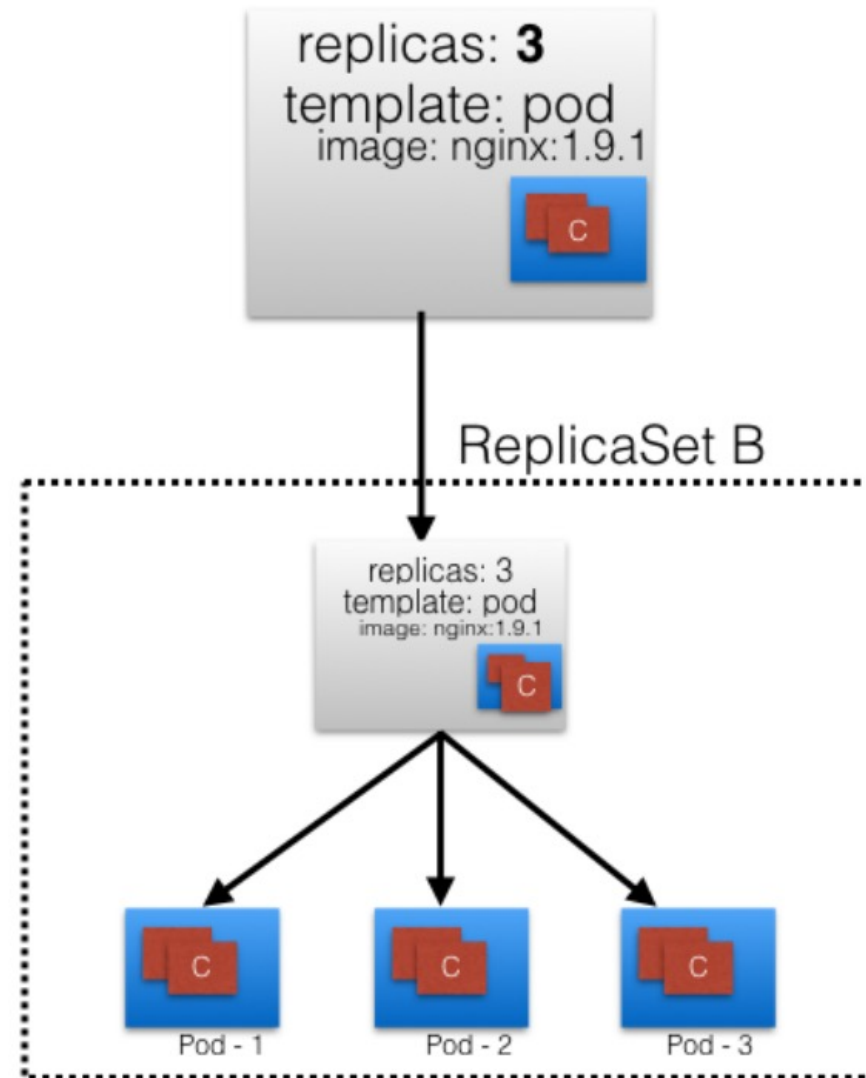 replicas: 3
template: pod
image: nginx:1.9.1
C
ReplicaSet B
replicas: 3
template: pod
image: nginx:1.9.1
C
C
C
C
Pod - 1
Pod - 2
Pod - 3